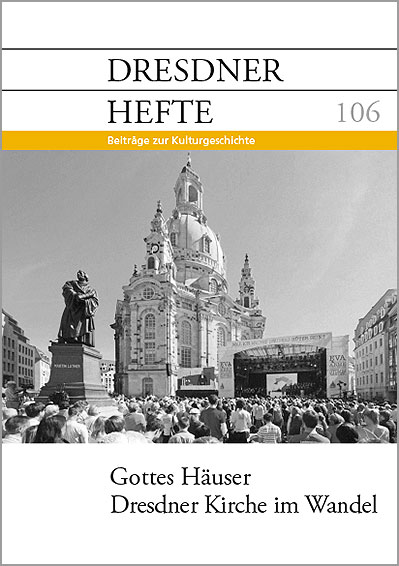 DRESDNER
HEFTE
106
Beiträge zur Kulturgeschichte
MARTIN LUTHER
Gottes Häuser
Dresdner Kirche im Wandel